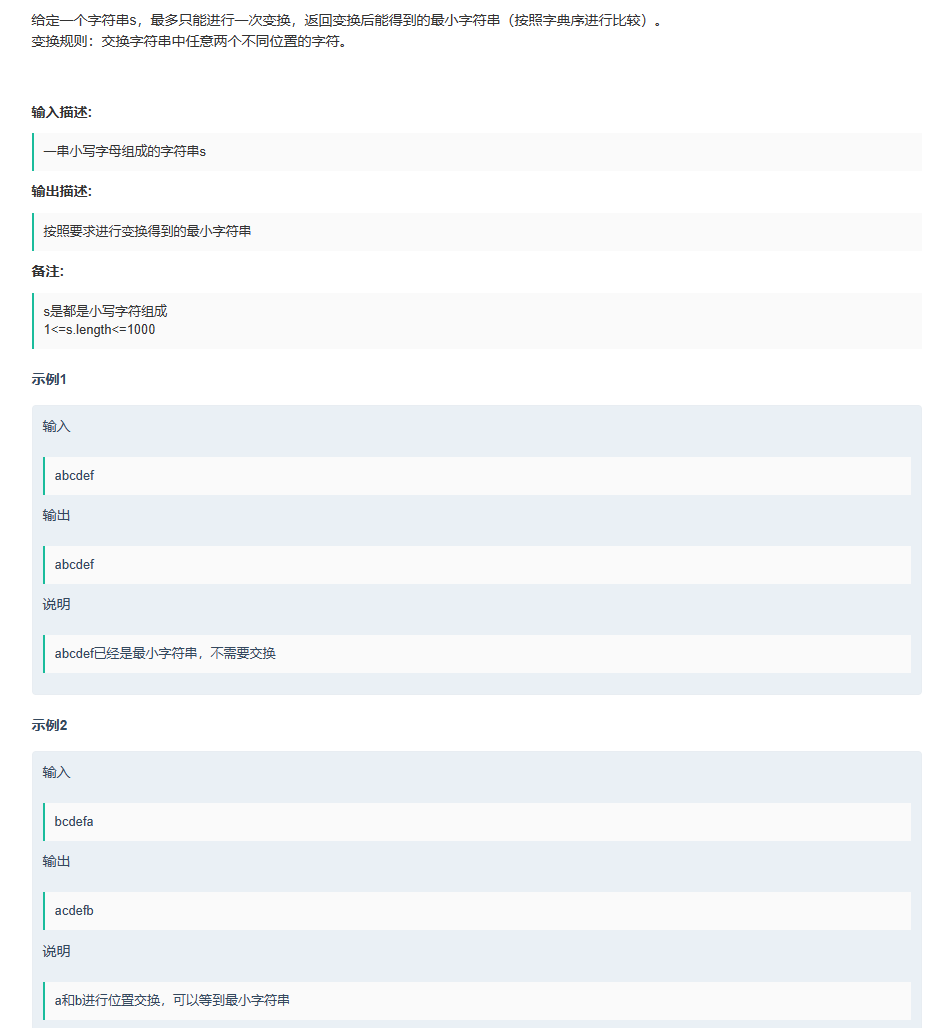 给定一个字符串s，最多只能进行一次变换，返回变换后能得到的最小字符串（按照字典序进行比较）。
变换规则：交换字符串中任意两个不同位置的字符。
输入描述:
一串小写字母组成的字符串s
输出描述:
按照要求进行变换得到的最小字符串
备注:
s是都是小写字符组成
1<=s.length<=1000
示例1
输入
abcdef
输出
abcdef
说明
abcdef已经是最小字符串，不需要交换
示例2
输入
bcdefa
输出
acdefb
说明
a和b进行位置交换，可以等到最小字符串